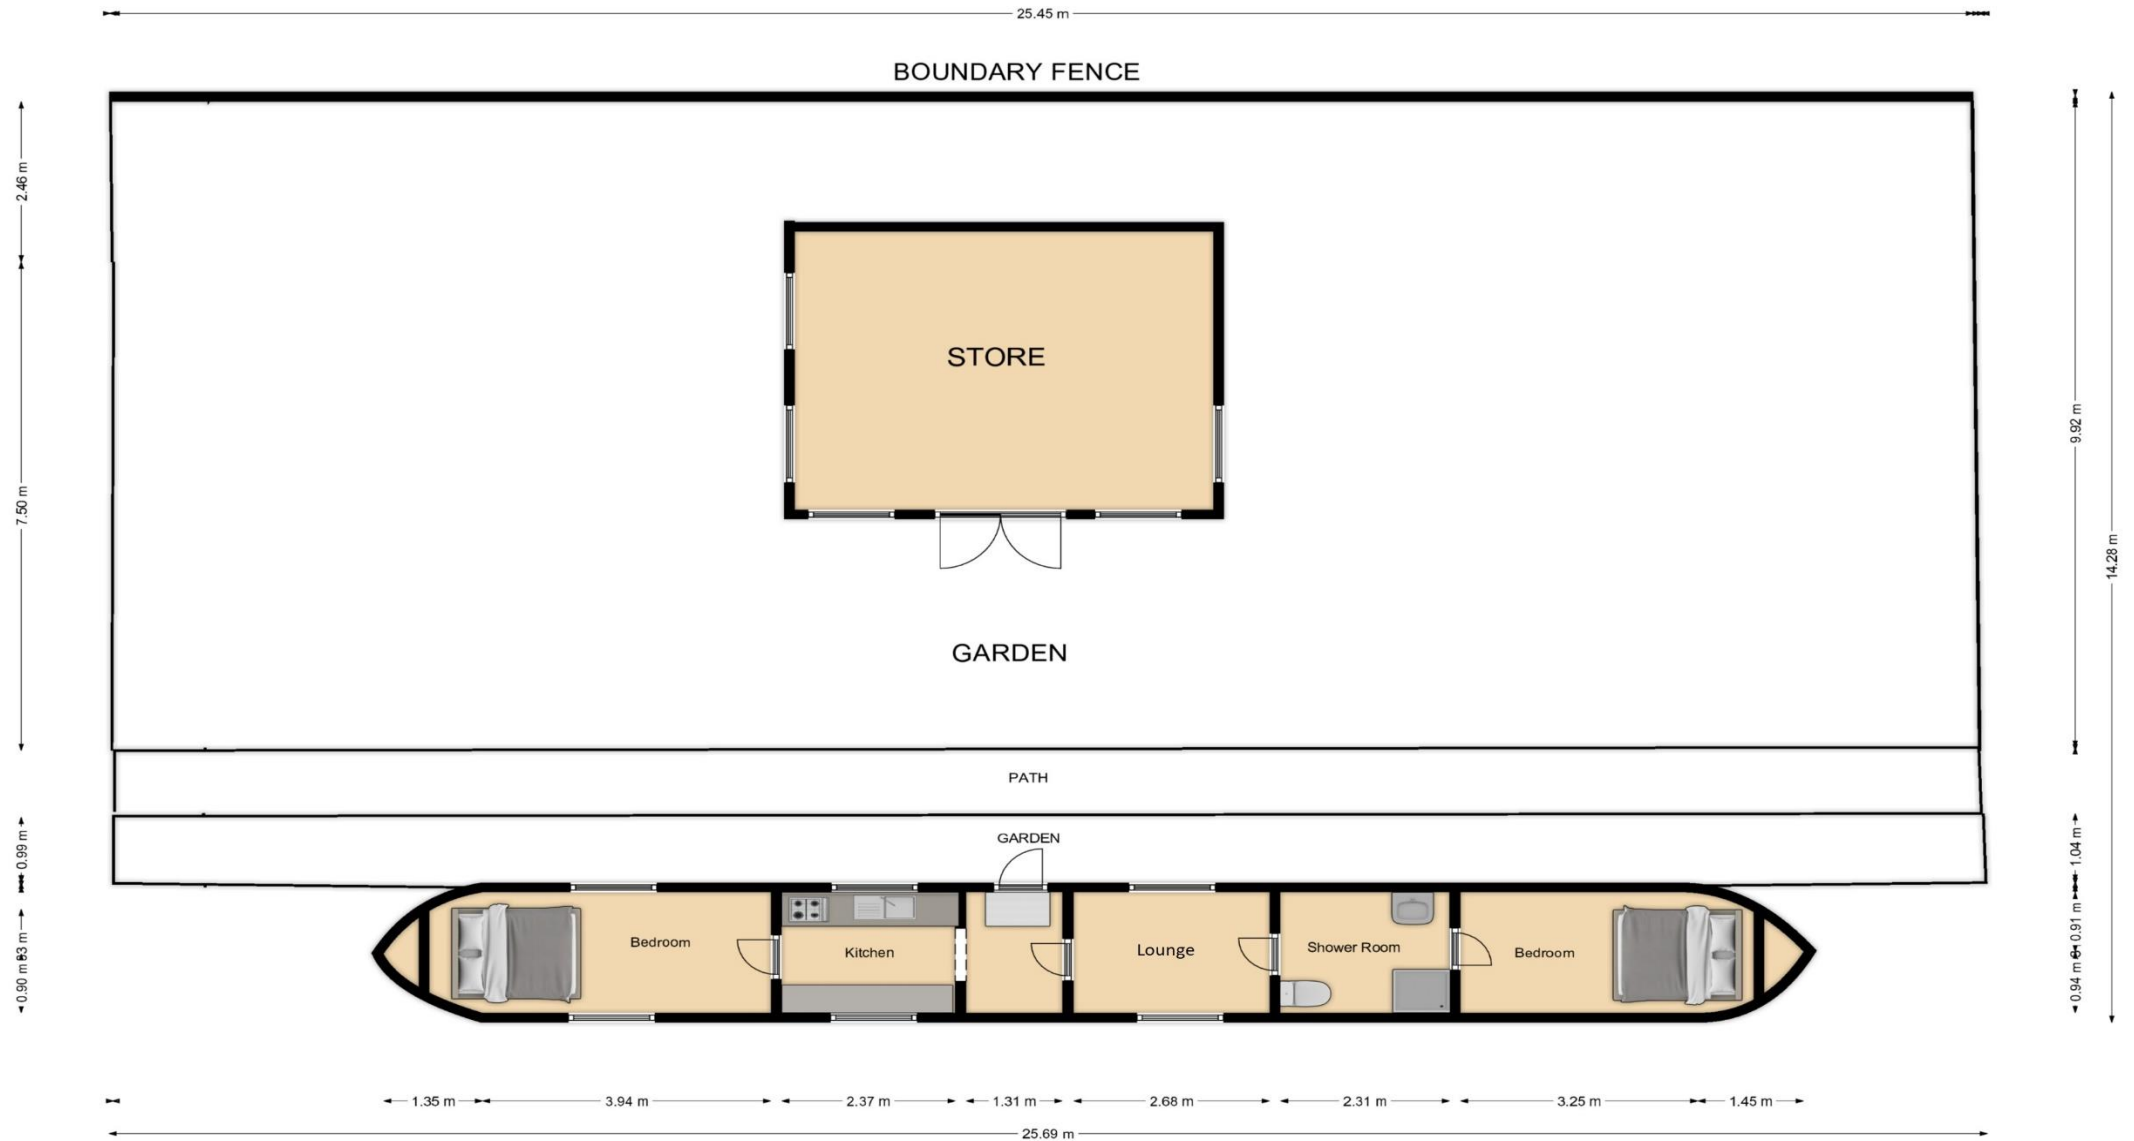 25.45 m
BOUNDARY FENCE
2.46 m
7.50 m
0.99 m
0.90 m
STORE
GARDEN
PATH
GARDEN
Bedroom
Kitchen
Lounge
Shower Room
Bedroom
9.92 m
1.04 m
0.91 m
0.94 m
14.28 m
1.35 m
3.94 m
2.37 m
1.31 m
2.68 m
2.31 m
3.25 m
1.45 m
25.69 m